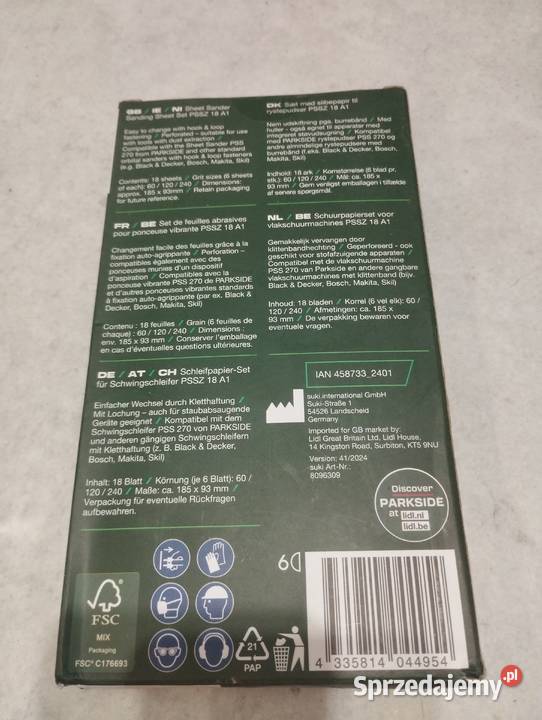 GB / IE / NI Sheet Sander
Sanding Sheet Set PSSZ 18 A1
Easy to change with hook & loop
fastening / Perforated – suitable for use
with tools with dust extraction /
Compatible with the Sheet Sander PSS
270 from PARKSIDE and other standard
orbital sanders with hook & loop fasteners
(e.g. Black & Decker, Bosch, Makita, Skil)
Contents: 18 sheets / Grit sizes (6 sheets
of each): 60 / 120 / 240 / Dimensions:
approx. 185 x 93mm / Retain packaging
for future reference.
FR / BE Set de feuilles abrasives
pour ponceuse vibrante PSSZ 18 A1
Changement facile des feuilles grâce à la
fixation auto-agrippante / Perforation –
compatibles également avec des
ponceuses munies d'un dispositif
d'aspiration / Compatibles avec la
ponceuse vibrante PSS 270 de PARKSIDE
et d'autres ponceuses vibrantes standards
à fixation auto-agrippante (par ex. Black &
Decker, Bosch, Makita, Skil)
Contenu : 18 feuilles / Grain (6 feuilles de
chaque) : 60 / 120 / 240 / Dimensions :
env. 185 x 93 mm / Conserver l'emballage
en cas d'éventuelles questions ultérieures.
DE / AT / CH Schleifpapier-Set
für Schwingschleifer PSSZ 18 A1
Einfacher Wechsel durch Kletthaftung /
Mit Lochung – auch für staubabsaugende
Geräte geeignet / Kompatibel mit dem
Schwingschleifer PSS 270 von PARKSIDE
und anderen gängigen Schwingschleifern
mit Kletthaftung (z. B. Black & Decker,
Bosch, Makita, Skil)
Inhalt: 18 Blatt / Körnung (je 6 Blatt): 60 /
120 / 240 / Maße: ca. 185 x 93 mm /
Verpackung für eventuelle Rückfragen
aufbewahren.
DK Sæt med slibepapir til
rystepudser PSSZ 18 A1
Nem udskiftning pga. burrebånd / Med
huller – også egnet til apparater med
integreret støvudsugning / Kompatibel
med PARKSIDE rystepudser PSS 270 og
andre almindelige rystepudsere med
burrebånd (f.eks. Black & Decker, Bosch,
Makita, Skil)
Indhold: 18 ark / Kornstørrelse (6 blad pr.
stk.): 60 / 120 / 240 / Mål: ca. 185 x
93 mm / Gem venligst emballagen i tilfælde
af senere spørgsmål.
NL / BE Schuurpapierset voor
vlakschuurmachines PSSZ 18 A1
Gemakkelijk vervangen door
klittenbandhechting / Geperforeerd - ook
geschikt voor stofafzuigende apparaten /
Compatibel met de vlakschuurmachine
PSS 270 van Parkside en andere gangbare
vlakschuurmachines met klittenband (bijv.
Black & Decker, Bosch, Makita, Skil)
Inhoud: 18 bladen / Korrel (6 vel elk): 60 /
120 / 240 / Afmetingen: ca. 185 x
93 mm / De verpakking bewaren voor
eventuele vragen.
IAN 458733_2401
suki.international GmbH
Suki-Straße 1
54526 Landscheid
Germany
Imported for GB market by:
Lidl Great Britain Ltd, Lidl House,
14 Kingston Road, Surbiton, KT5 9NU
Version: 41/2024
suki Art-Nr.:
8096309
Discover
PARKSIDE
at lidl.nl
lidl.be
FSC
MIX
Packaging
FSC® C176693
21
PAP
4 335814 044954
Sprzedajemy.pl